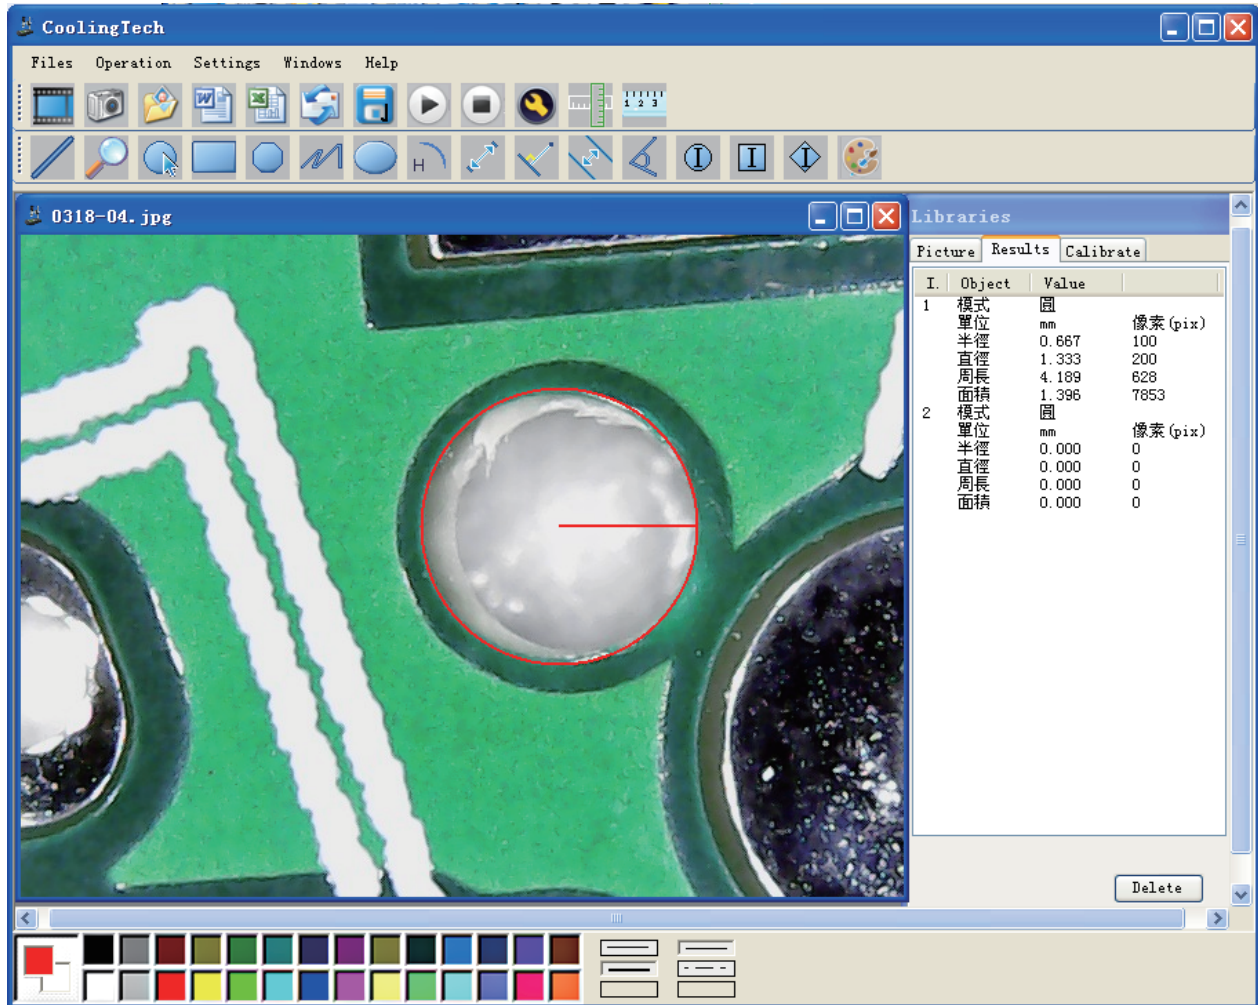 CoolingTech
Files Operation Settings Windows Help
1 2 3
H
I I I
0318-04.jpg
Libraries
Picture Results Calibrate
I. Object Value
1 模式 圓
單位 mm 像素(pix)
半徑 0.667 100
直徑 1.333 200
周長 4.189 628
面積 1.396 7853
2 模式 圓
單位 mm 像素(pix)
半徑 0.000 0
直徑 0.000 0
周長 0.000 0
面積 0.000 0
Delete